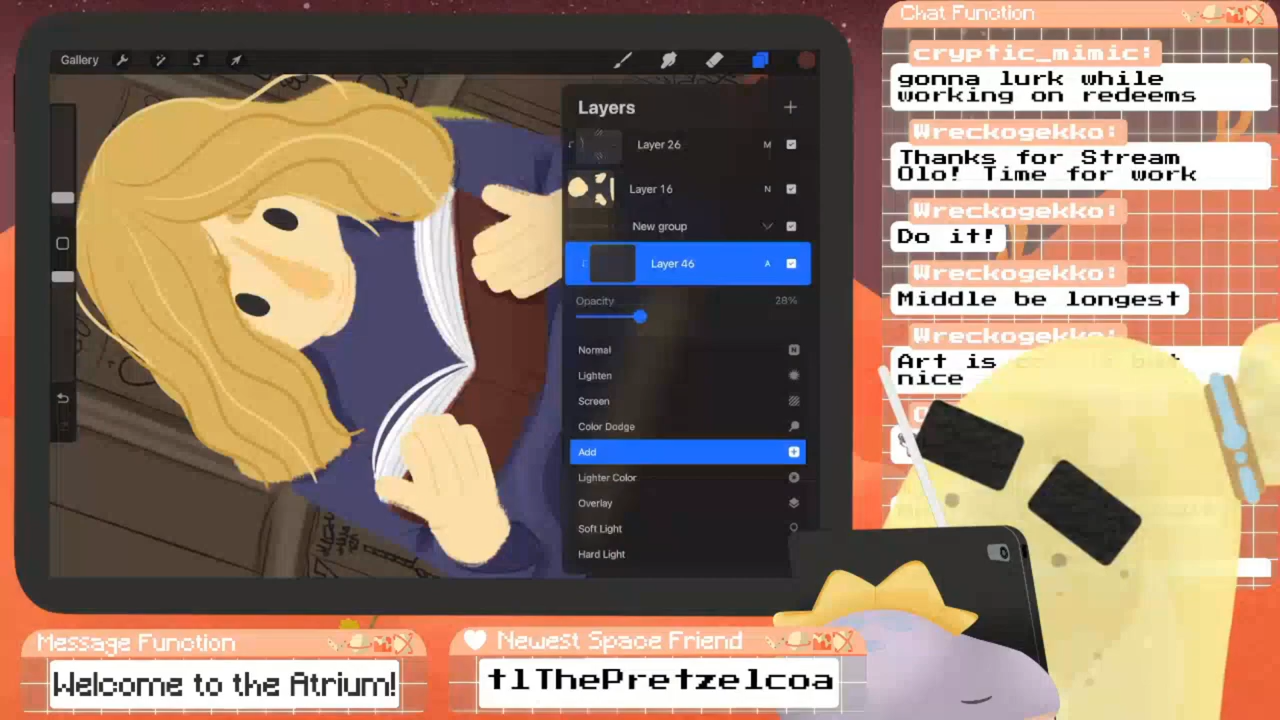 Gallery
Layers
Layer 26
M
Layer 16
N
New group
Layer 46
A
Opacity
28%
Normal
N
Lighten
Screen
Color Dodge
Add
Lighter Color
Overlay
Soft Light
Hard Light
Chat Function
cryptic_mimic:
gonna lurk while
working on redeems
Wreckogekko:
Thanks for Stream
Olo! Time for work
Wreckogekko:
Do it!
Wreckogekko:
Middle be longest
Wreckogekko:
Art is
nice
Message Function
Welcome to the Atrium!
Newest Space Friend
tlThePretzelcoa